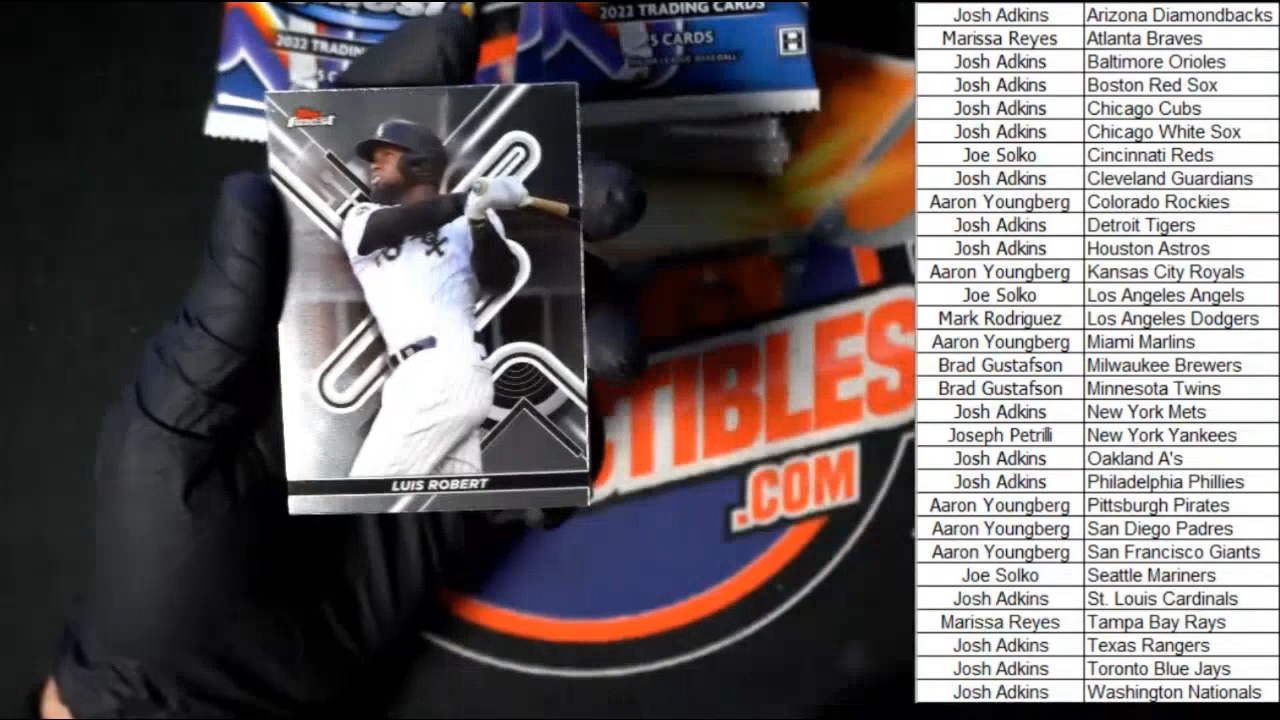 2022 TRADING CARDS
5 CARDS
MAJOR LEAGUE BASEBALL
H
2022 TRADIN
5 C
Topps
Finest
SOX
LUIS ROBERT
CTIBLES
.COM
Josh Adkins Arizona Diamondbacks
Marissa Reyes Atlanta Braves
Josh Adkins Baltimore Orioles
Josh Adkins Boston Red Sox
Josh Adkins Chicago Cubs
Josh Adkins Chicago White Sox
Joe Solko Cincinnati Reds
Josh Adkins Cleveland Guardians
Aaron Youngberg Colorado Rockies
Josh Adkins Detroit Tigers
Josh Adkins Houston Astros
Aaron Youngberg Kansas City Royals
Joe Solko Los Angeles Angels
Mark Rodriguez Los Angeles Dodgers
Aaron Youngberg Miami Marlins
Brad Gustafson Milwaukee Brewers
Brad Gustafson Minnesota Twins
Josh Adkins New York Mets
Joseph Petrilli New York Yankees
Josh Adkins Oakland A's
Josh Adkins Philadelphia Phillies
Aaron Youngberg Pittsburgh Pirates
Aaron Youngberg San Diego Padres
Aaron Youngberg San Francisco Giants
Joe Solko Seattle Mariners
Josh Adkins St. Louis Cardinals
Marissa Reyes Tampa Bay Rays
Josh Adkins Texas Rangers
Josh Adkins Toronto Blue Jays
Josh Adkins Washington Nationals